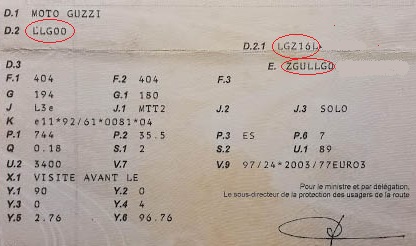 D.1 MOTO GUZZI
D.2 LLG00
D.2.1 LGZ16L
D.3 E. ZGULLG0
F.1 404 F.2 404 F.3
G 194 G.1 180
J L3e J.1 MTT2 J.2 J.3 SOLO
K e11*92/61*0081*04
P.1 744 P.2 35.5 P.3 ES P.6 7
Q 0.18 S.1 2 S.2 U.1 89
U.2 3400 V.7 V.9 97/24*2003/77EURO3
X.1 VISITE AVANT LE
Y.1 90 Y.2 0
Y.3 0 Y.4 4
Y.5 2.76 Y.6 96.76
Pour le ministre et par délégation,
Le sous-directeur de la protection des usagers de la route